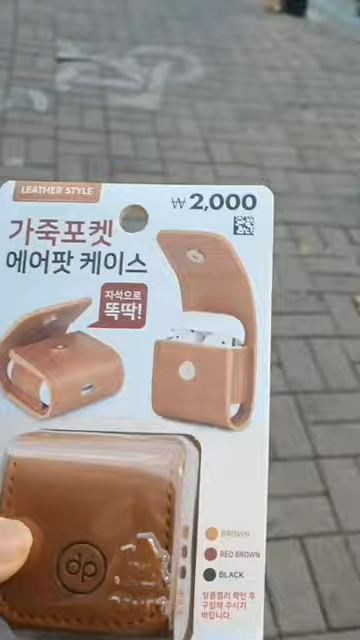 LEATHER STYLE
₩2,000
가죽포켓
에어팟 케이스
자석으로
똑딱!
dp
BROWN
RED BROWN
BLACK
상품컬러 확인 후
구입해 주시기
바랍니다.